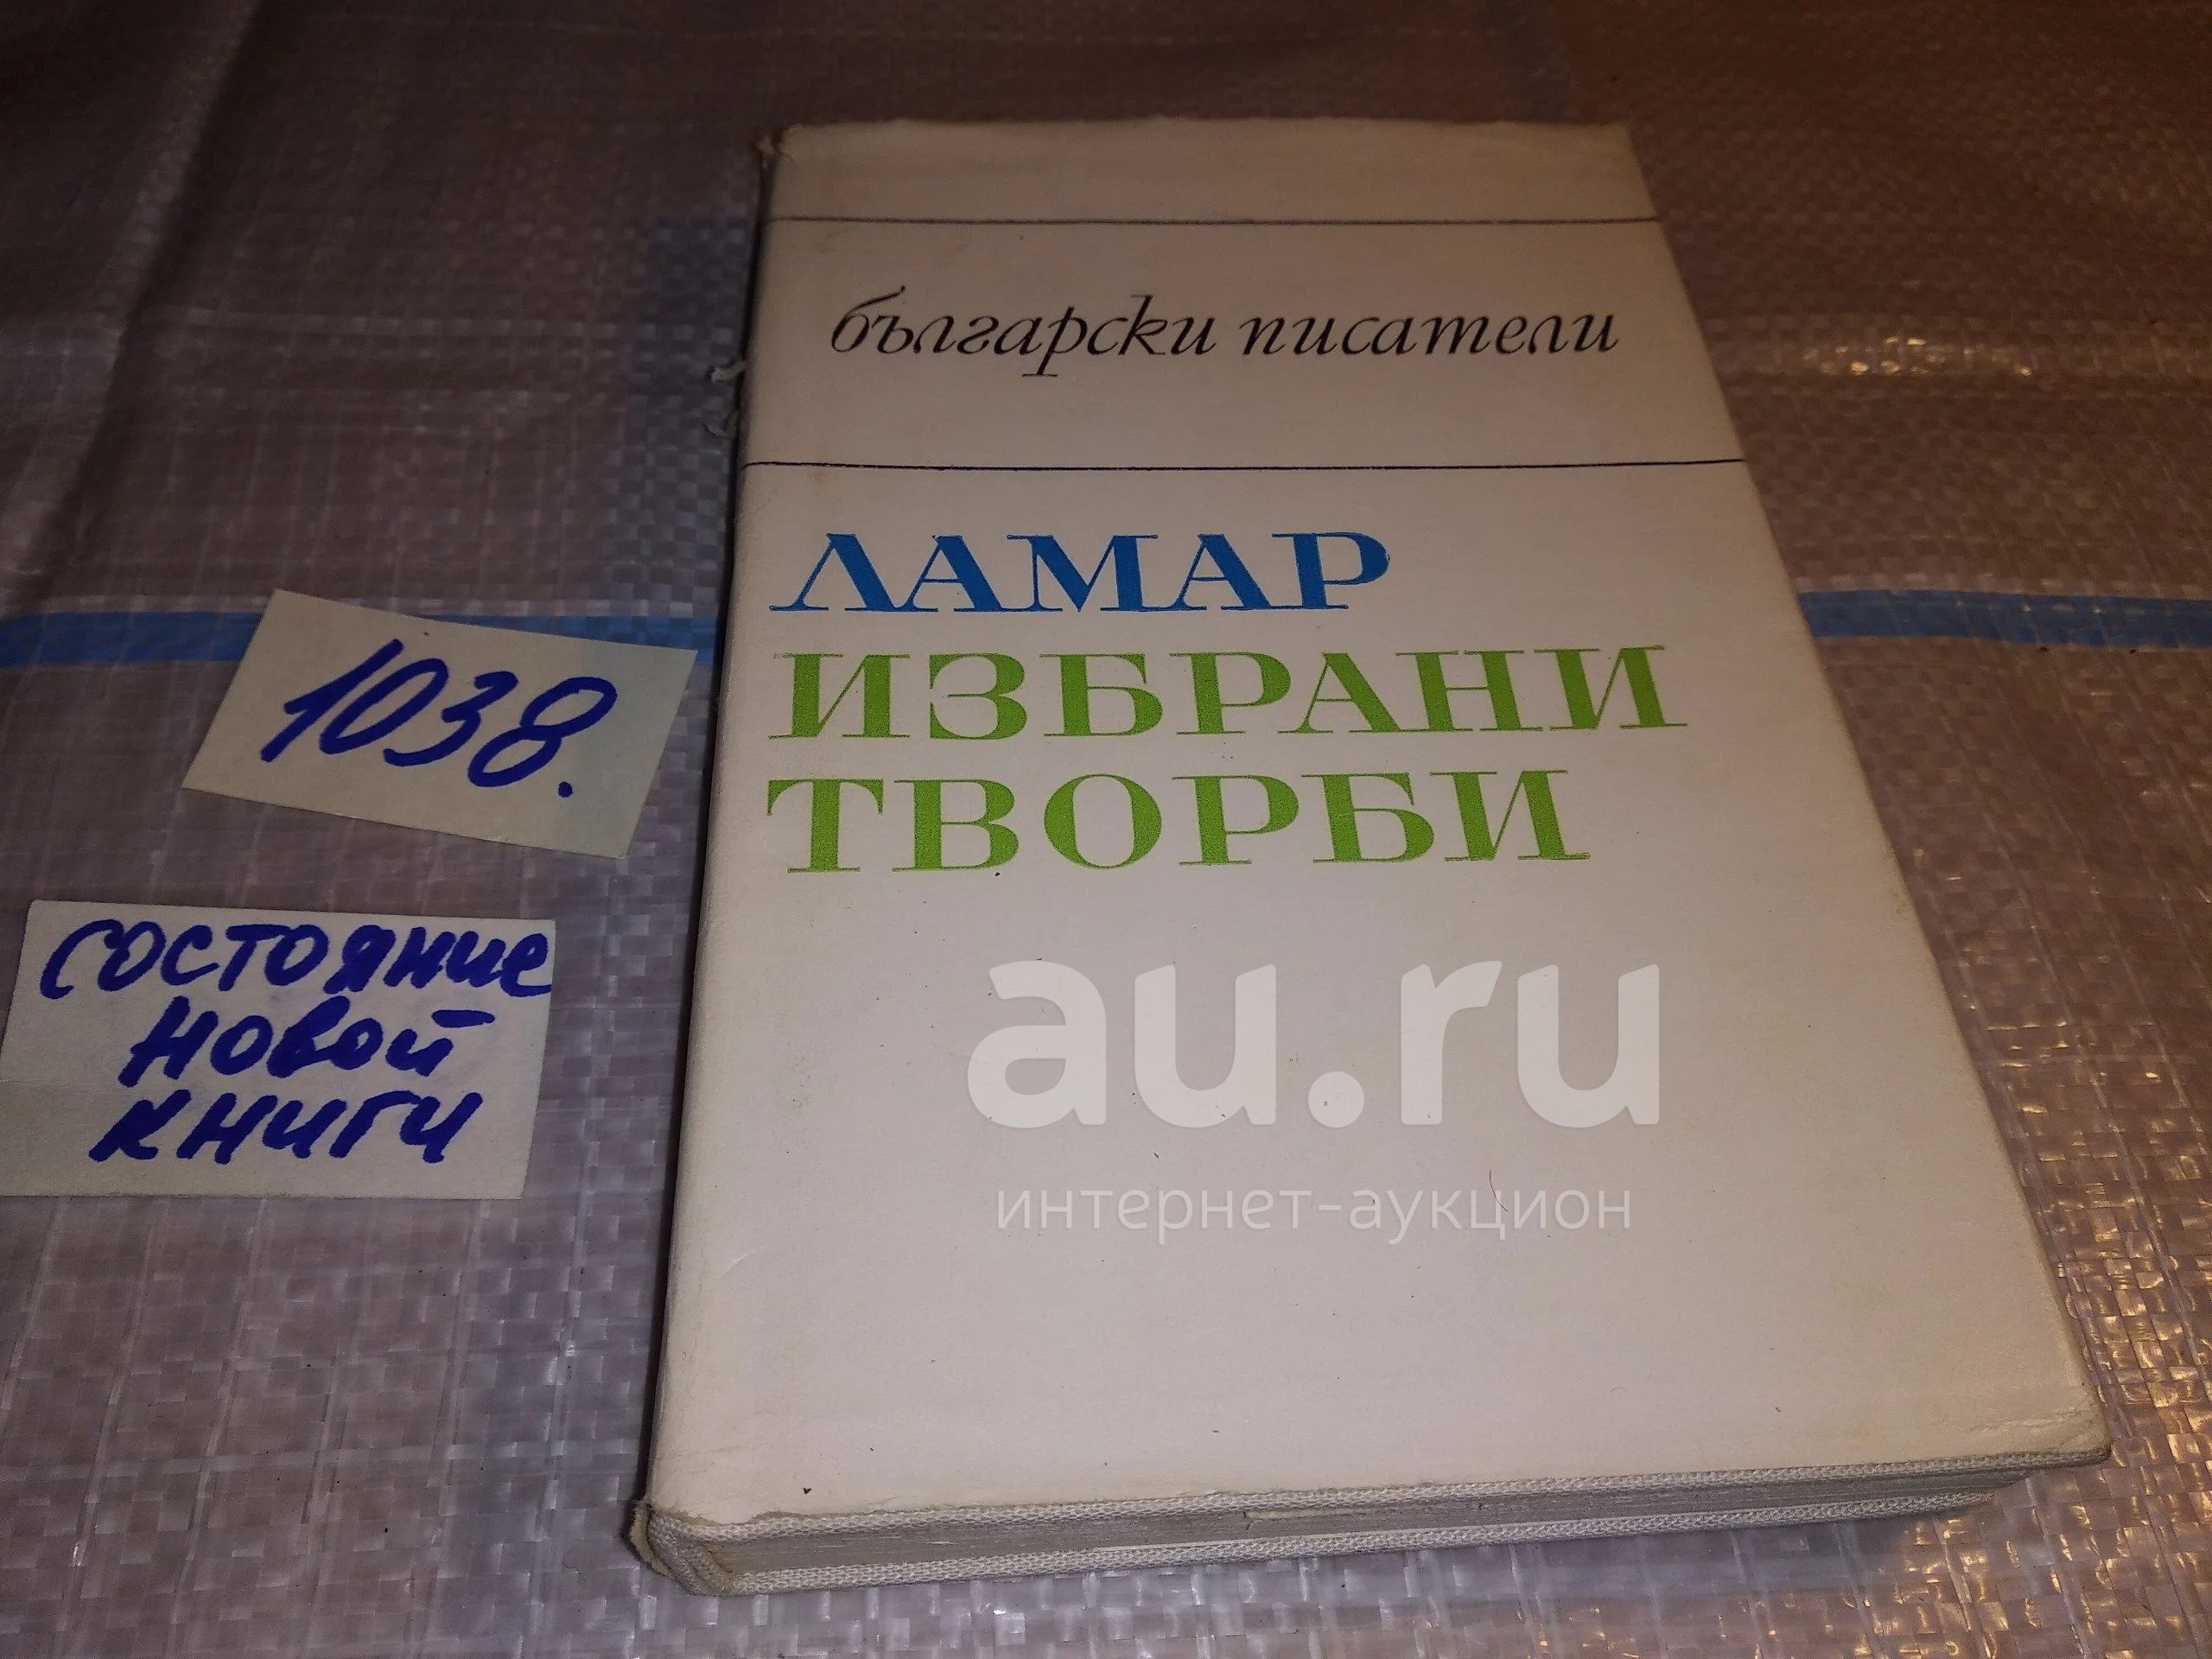 български писатели
ЛАМАР
ИЗБРАНИ
ТВОРБИ
1038.
состояние
новой
книги
au.ru
интернет-аукцион